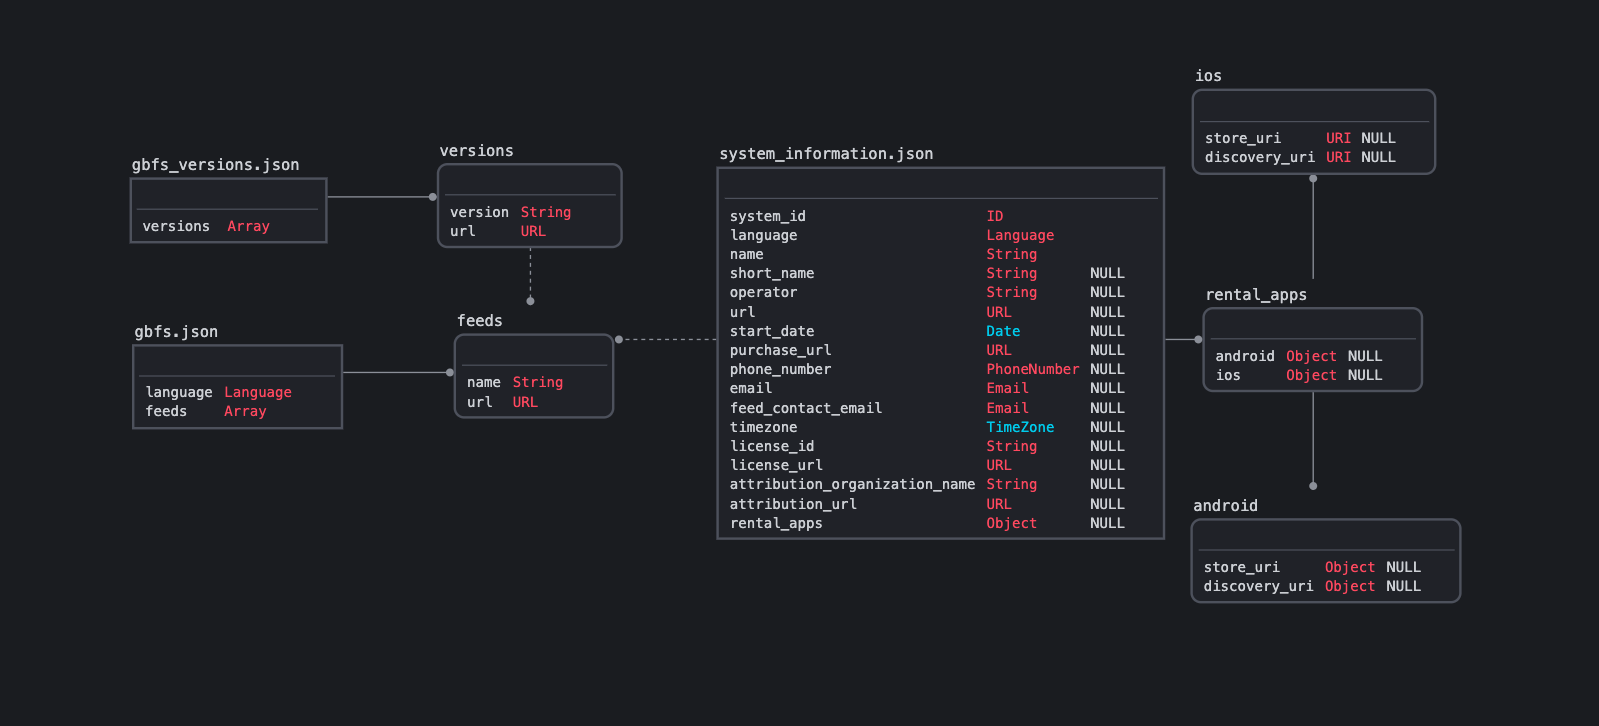 gbfs_versions.json
versions Array
versions
version String
url URL
gbfs.json
language Language
feeds Array
feeds
name String
url URL
system_information.json
system_id ID
language Language
name String
short_name String NULL
operator String NULL
url URL NULL
start_date Date NULL
purchase_url URL NULL
phone_number PhoneNumber NULL
email Email NULL
feed_contact_email Email NULL
timezone TimeZone NULL
license_id String NULL
license_url URL NULL
attribution_organization_name String NULL
attribution_url URL NULL
rental_apps Object NULL
ios
store_uri URI NULL
discovery_uri URI NULL
rental_apps
android Object NULL
ios Object NULL
android
store_uri Object NULL
discovery_uri Object NULL